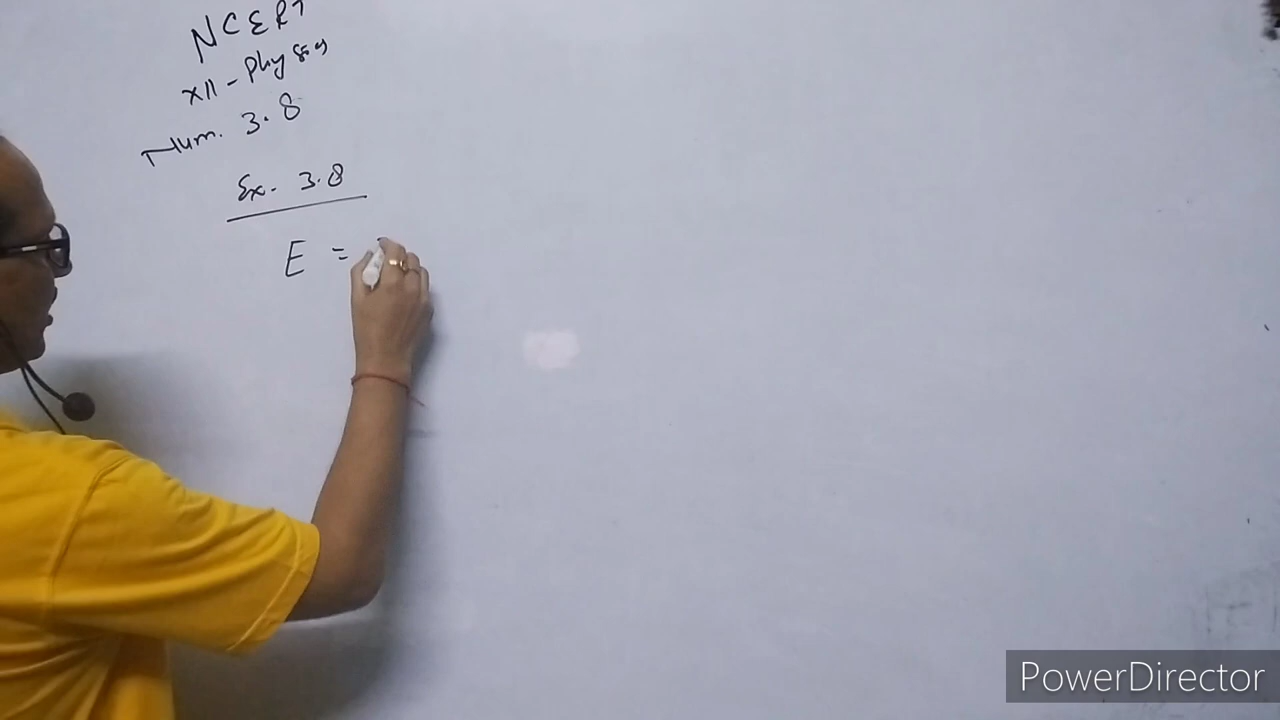 NCERT
XII - Physics
Num. 3.8
Ex. 3.8
E =
PowerDirector